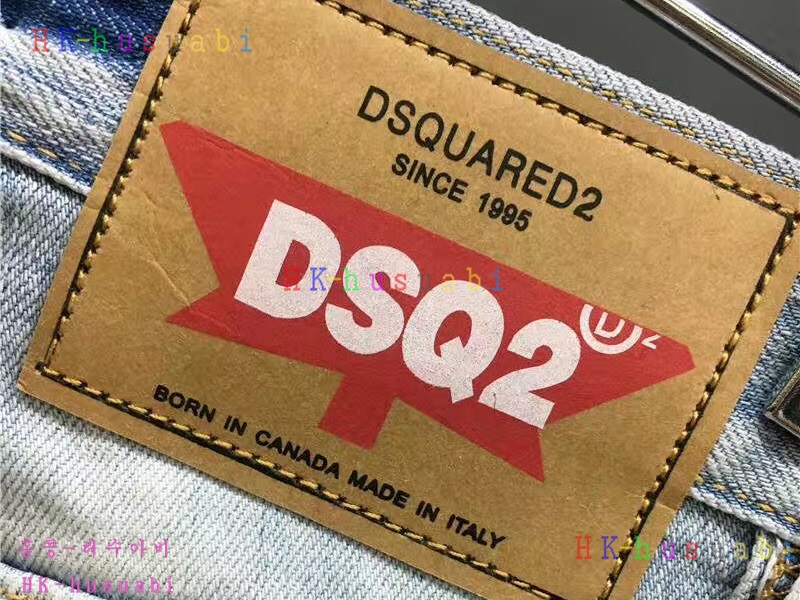 HK-husuabi
DSQUARED2
SINCE 1995
HK-husuabi
DSQ2
D2
BORN IN CANADA MADE IN ITALY
홍콩-허수아비
HK-husuabi
HK-husuabi